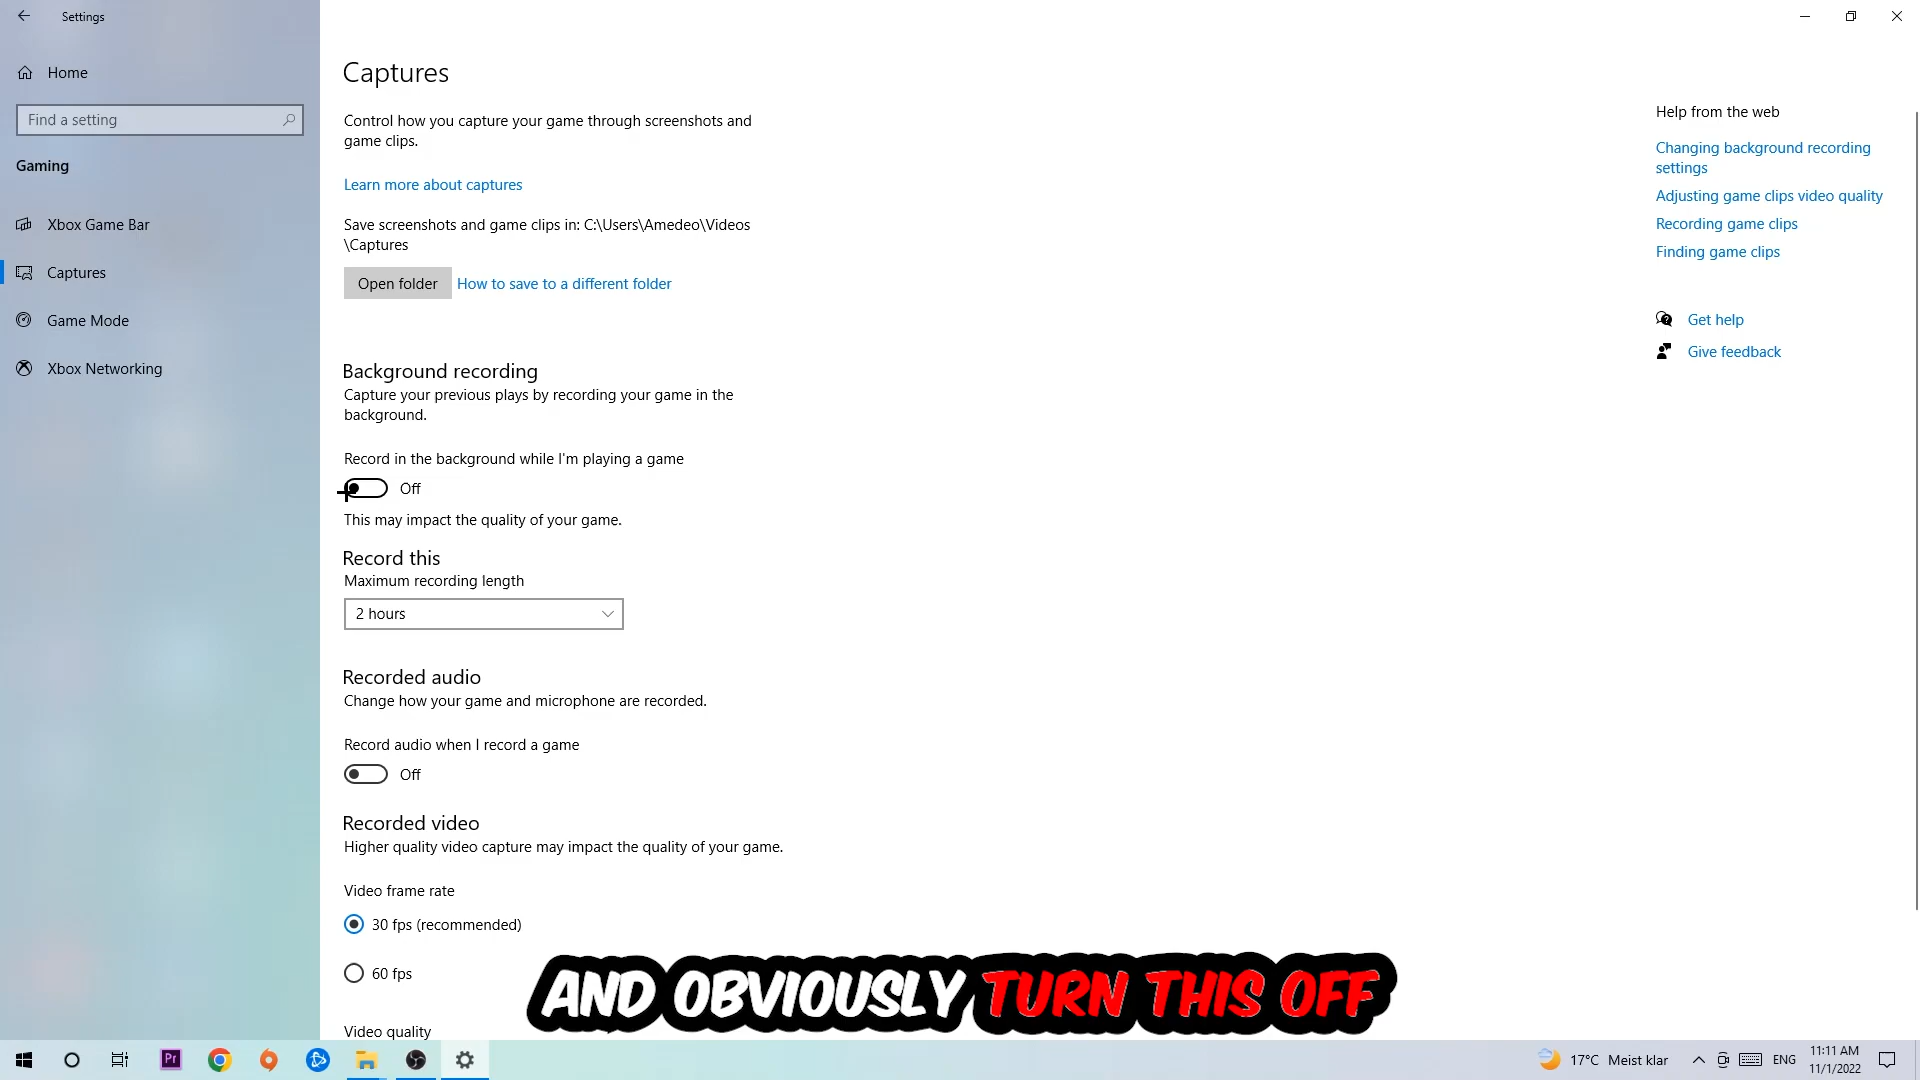 Settings
Home
Find a setting
Gaming
Xbox Game Bar
Captures
Game Mode
Xbox Networking
Captures
Control how you capture your game through screenshots and
game clips.
Learn more about captures
Save screenshots and game clips in: C:\Users\Amedeo\Videos
\Captures
Open folder
How to save to a different folder
Background recording
Capture your previous plays by recording your game in the
background.
Record in the background while I'm playing a game
Off
This may impact the quality of your game.
Record this
Maximum recording length
2 hours
Recorded audio
Change how your game and microphone are recorded.
Record audio when I record a game
Off
Recorded video
Higher quality video capture may impact the quality of your game.
Video frame rate
30 fps (recommended)
60 fps
Video quality
Help from the web
Changing background recording
settings
Adjusting game clips video quality
Recording game clips
Finding game clips
Get help
Give feedback
AND OBVIOUSLY TURN THIS OFF
Pr
17°C Meist klar
ENG
11:11 AM
11/1/2022